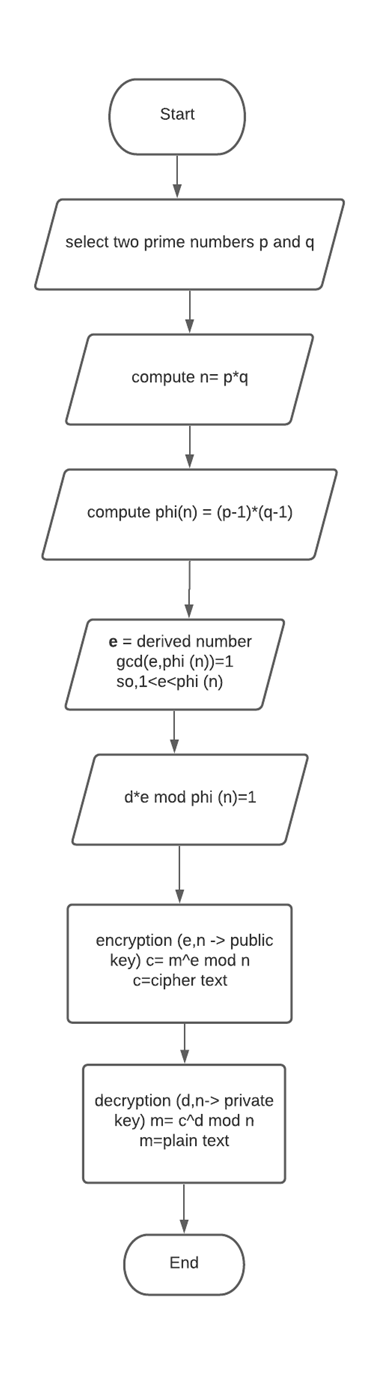 Start
select two prime numbers p and q
compute n= p*q
compute phi(n) = (p-1)*(q-1)
e = derived number
gcd(e,phi (n))=1
so,1<e<phi (n)
d*e mod phi (n)=1
encryption (e,n -> public
key) c= m^e mod n
c=cipher text
decryption (d,n-> private
key) m= c^d mod n
m=plain text
End